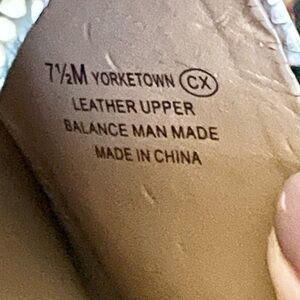 7½M YORKETOWN CX
LEATHER UPPER
BALANCE MAN MADE
MADE IN CHINA